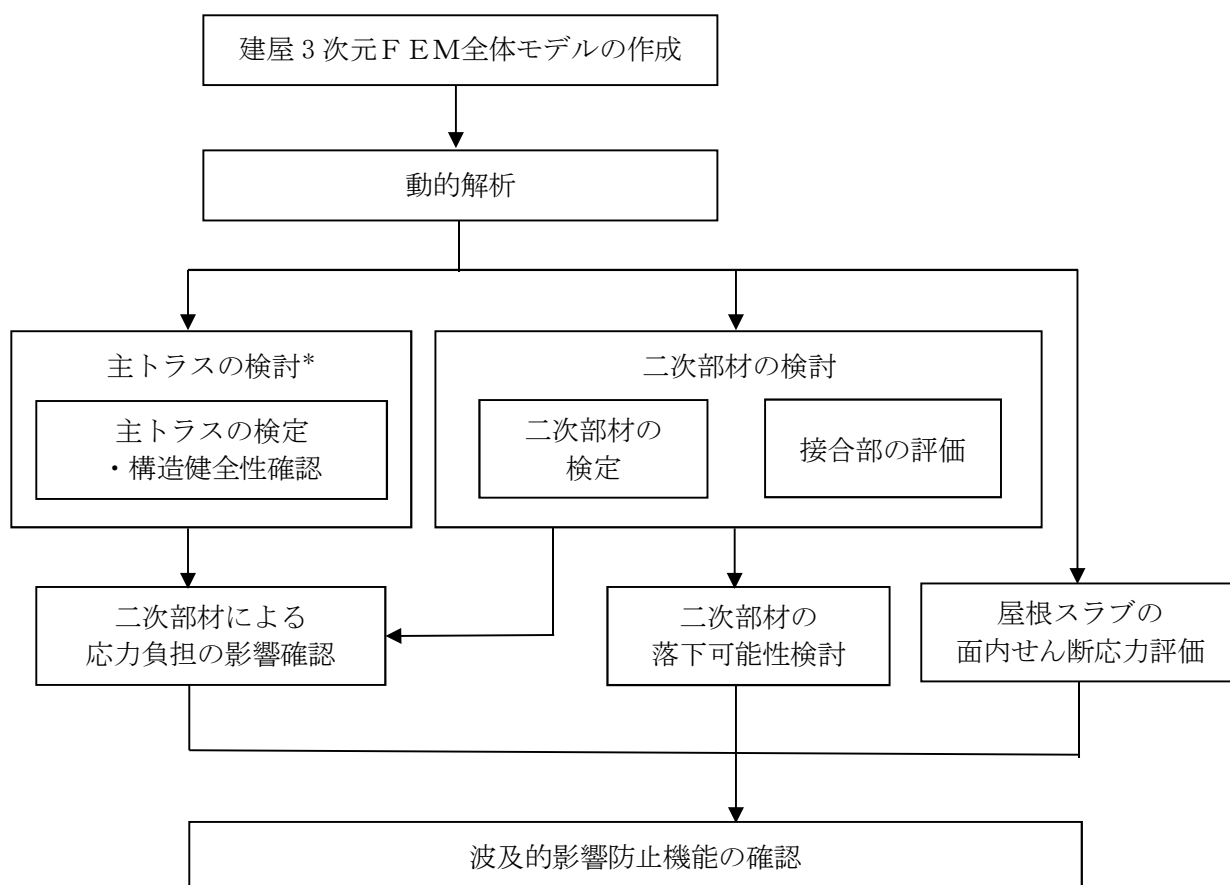 建屋３次元ＦＥＭ全体モデルの作成
動的解析
主トラスの検討*
主トラスの検定
・構造健全性確認
二次部材の検討
二次部材の
検定
接合部の評価
二次部材による
応力負担の影響確認
二次部材の
落下可能性検討
屋根スラブの
面内せん断応力評価
波及的影響防止機能の確認